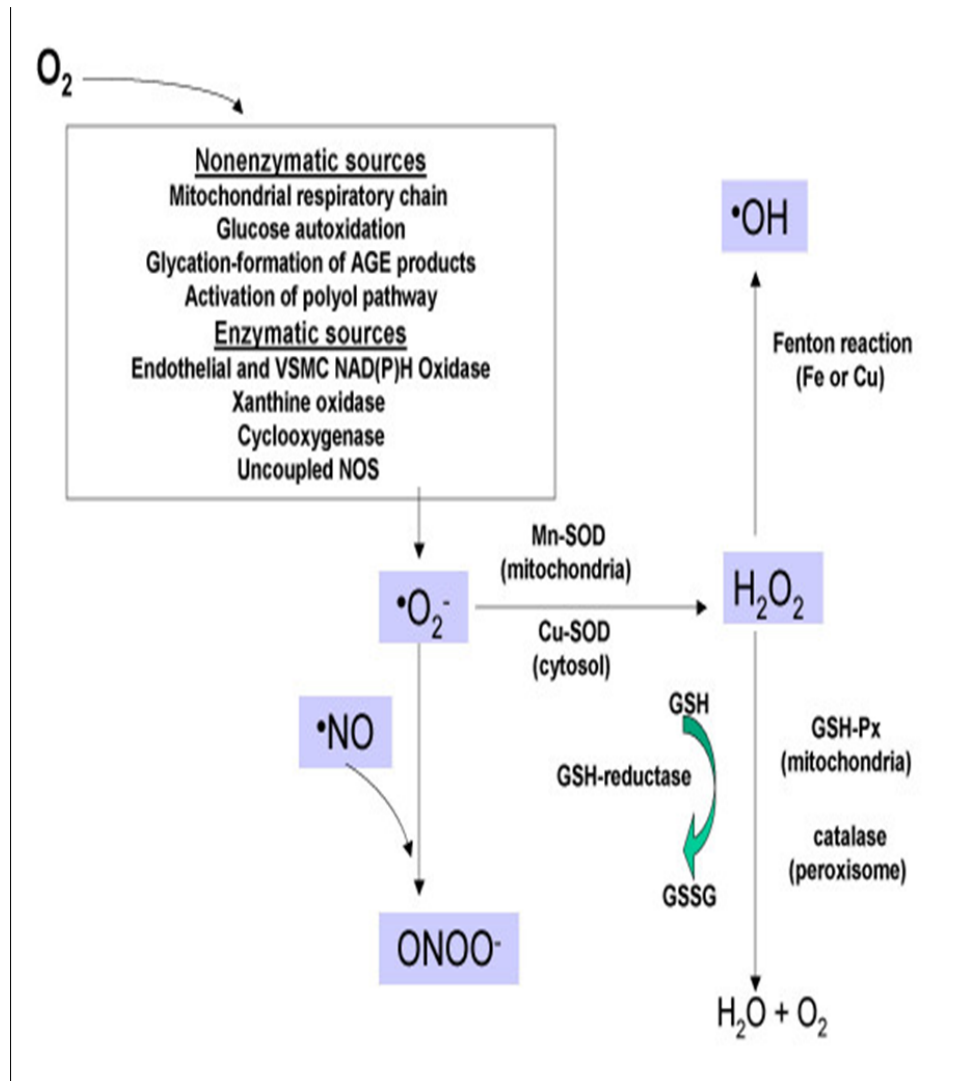 O₂
Nonenzymatic sources
Mitochondrial respiratory chain
Glucose autoxidation
Glycation-formation of AGE products
Activation of polyol pathway
Enzymatic sources
Endothelial and VSMC NAD(P)H Oxidase
Xanthine oxidase
Cyclooxygenase
Uncoupled NOS
•OH
Fenton reaction
(Fe or Cu)
Mn-SOD
(mitochondria)
•O₂⁻
H₂O₂
Cu-SOD
(cytosol)
•NO
GSH
GSH-reductase
GSSG
GSH-Px
(mitochondria)
catalase
(peroxisome)
ONOO⁻
H₂O + O₂